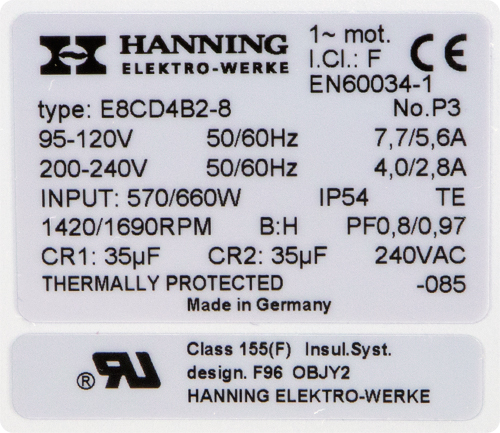 HANNING 1~ mot.
ELEKTRO-WERKE I.Cl.: F CE
EN60034-1
type: E8CD4B2-8 No.P3
95-120V 50/60Hz 7,7/5,6A
200-240V 50/60Hz 4,0/2,8A
INPUT: 570/660W IP54 TE
1420/1690RPM B:H PF0,8/0,97
CR1: 35µF CR2: 35µF 240VAC
THERMALLY PROTECTED -085
Made in Germany
Class 155(F) Insul.Syst.
® RU design. F96 OBJY2
HANNING ELEKTRO-WERKE